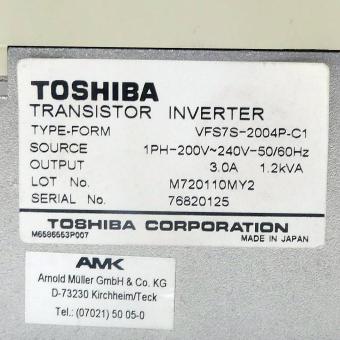 TOSHIBA
TRANSISTOR INVERTER
TYPE-FORM VFS7S-2004P-C1
SOURCE 1PH-200V~240V-50/60Hz
OUTPUT 3.0A 1.2kVA
LOT No. M720110MY2
SERIAL No. 76820125
TOSHIBA CORPORATION
M6586553P007 MADE IN JAPAN
AMK
Arnold Müller GmbH & Co. KG
D-73230 Kirchheim/Teck
Tel.: (07021) 50 05-0